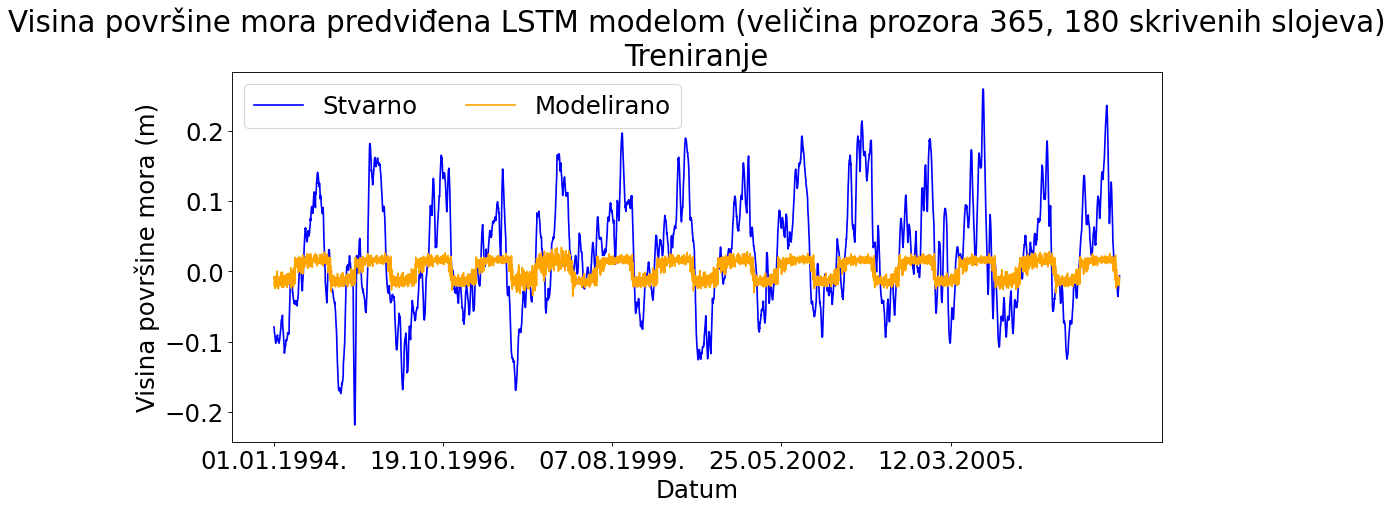 Visina površine mora predviđena LSTM modelom (veličina prozora 365, 180 skrivenih slojeva)
Treniranje
Stvarno Modelirano
Visina površine mora (m)
0.2
0.1
0.0
−0.1
−0.2
01.01.1994. 19.10.1996. 07.08.1999. 25.05.2002. 12.03.2005.
Datum